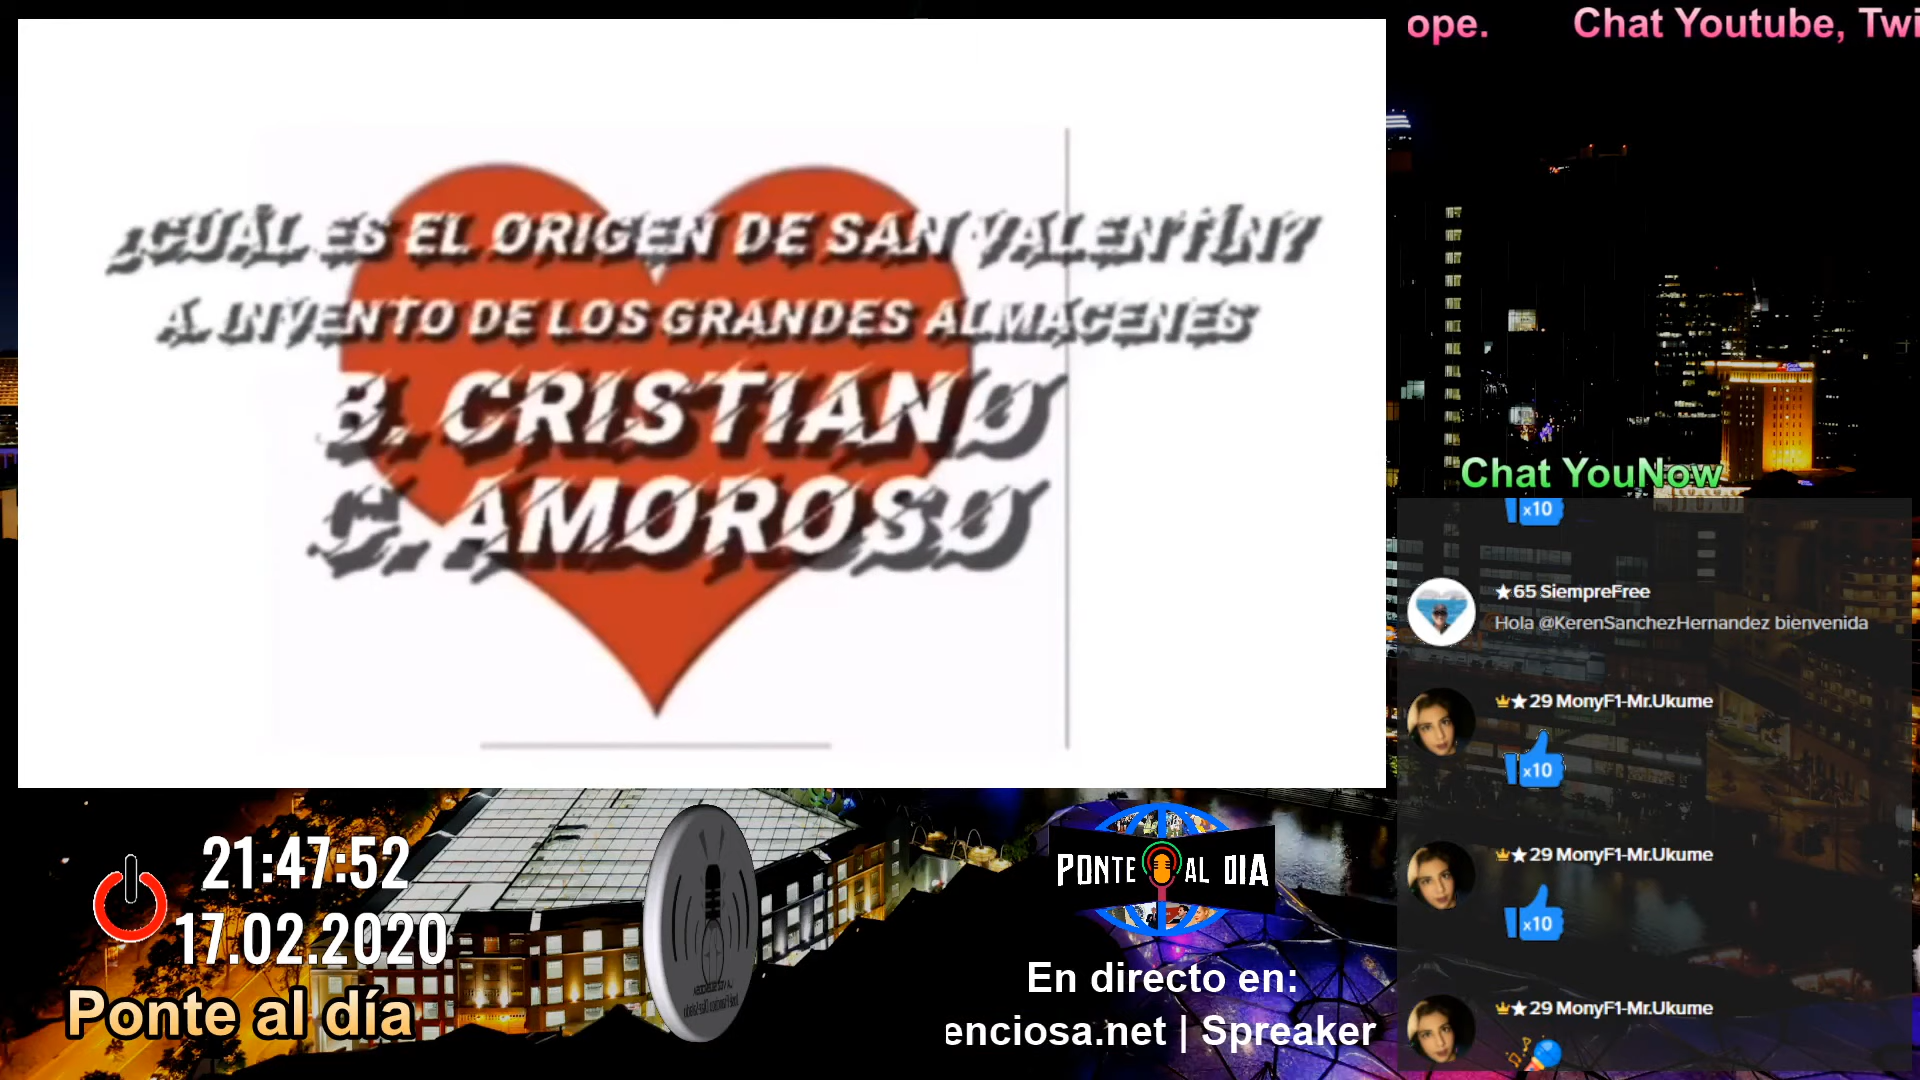 ope. Chat Youtube, Twi
¿CUÁL ES EL ORIGEN DE SAN VALENTÍN?
A. INVENTO DE LOS GRANDES ALMACENES
B. CRISTIANO
C. AMOROSO
Chat YouNow
x10
★65 SiempreFree
Hola @KerenSanchezHernandez bienvenida
★29 MonyF1-Mr.Ukume
x10
★29 MonyF1-Mr.Ukume
x10
★29 MonyF1-Mr.Ukume
21:47:52
17.02.2020
Ponte al día
PONTE AL DIA
En directo en:
enciosa.net | Spreaker